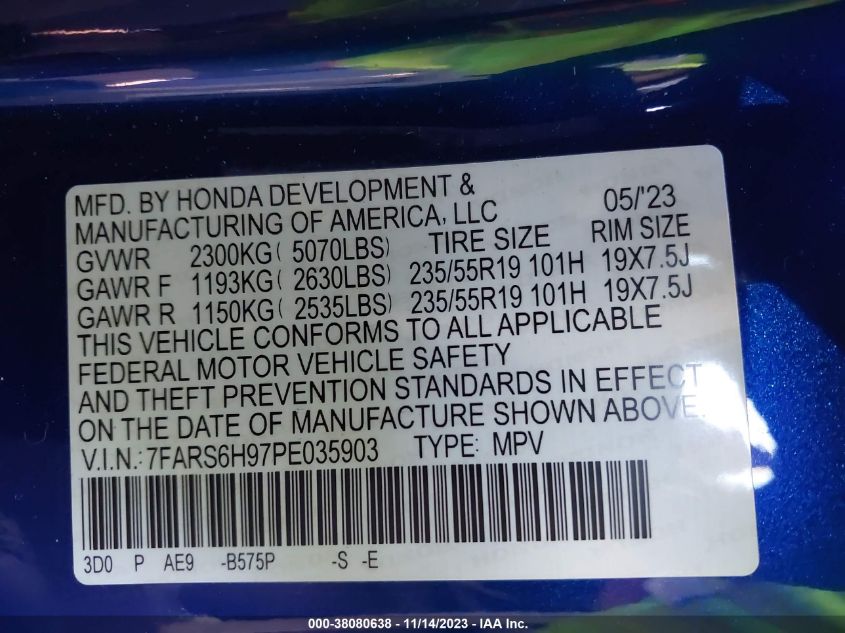 MFD. BY HONDA DEVELOPMENT &
MANUFACTURING OF AMERICA, LLC 05/'23
GVWR 2300KG( 5070LBS) TIRE SIZE RIM SIZE
GAWR F 1193KG( 2630LBS) 235/55R19 101H 19X7.5J
GAWR R 1150KG( 2535LBS) 235/55R19 101H 19X7.5J
THIS VEHICLE CONFORMS TO ALL APPLICABLE
FEDERAL MOTOR VEHICLE SAFETY
AND THEFT PREVENTION STANDARDS IN EFFECT
ON THE DATE OF MANUFACTURE SHOWN ABOVE.
V.I.N.:7FARS6H97PE035903 TYPE: MPV
3D0 P AE9 -B575P -S -E
000-38080638 - 11/14/2023 - IAA Inc.